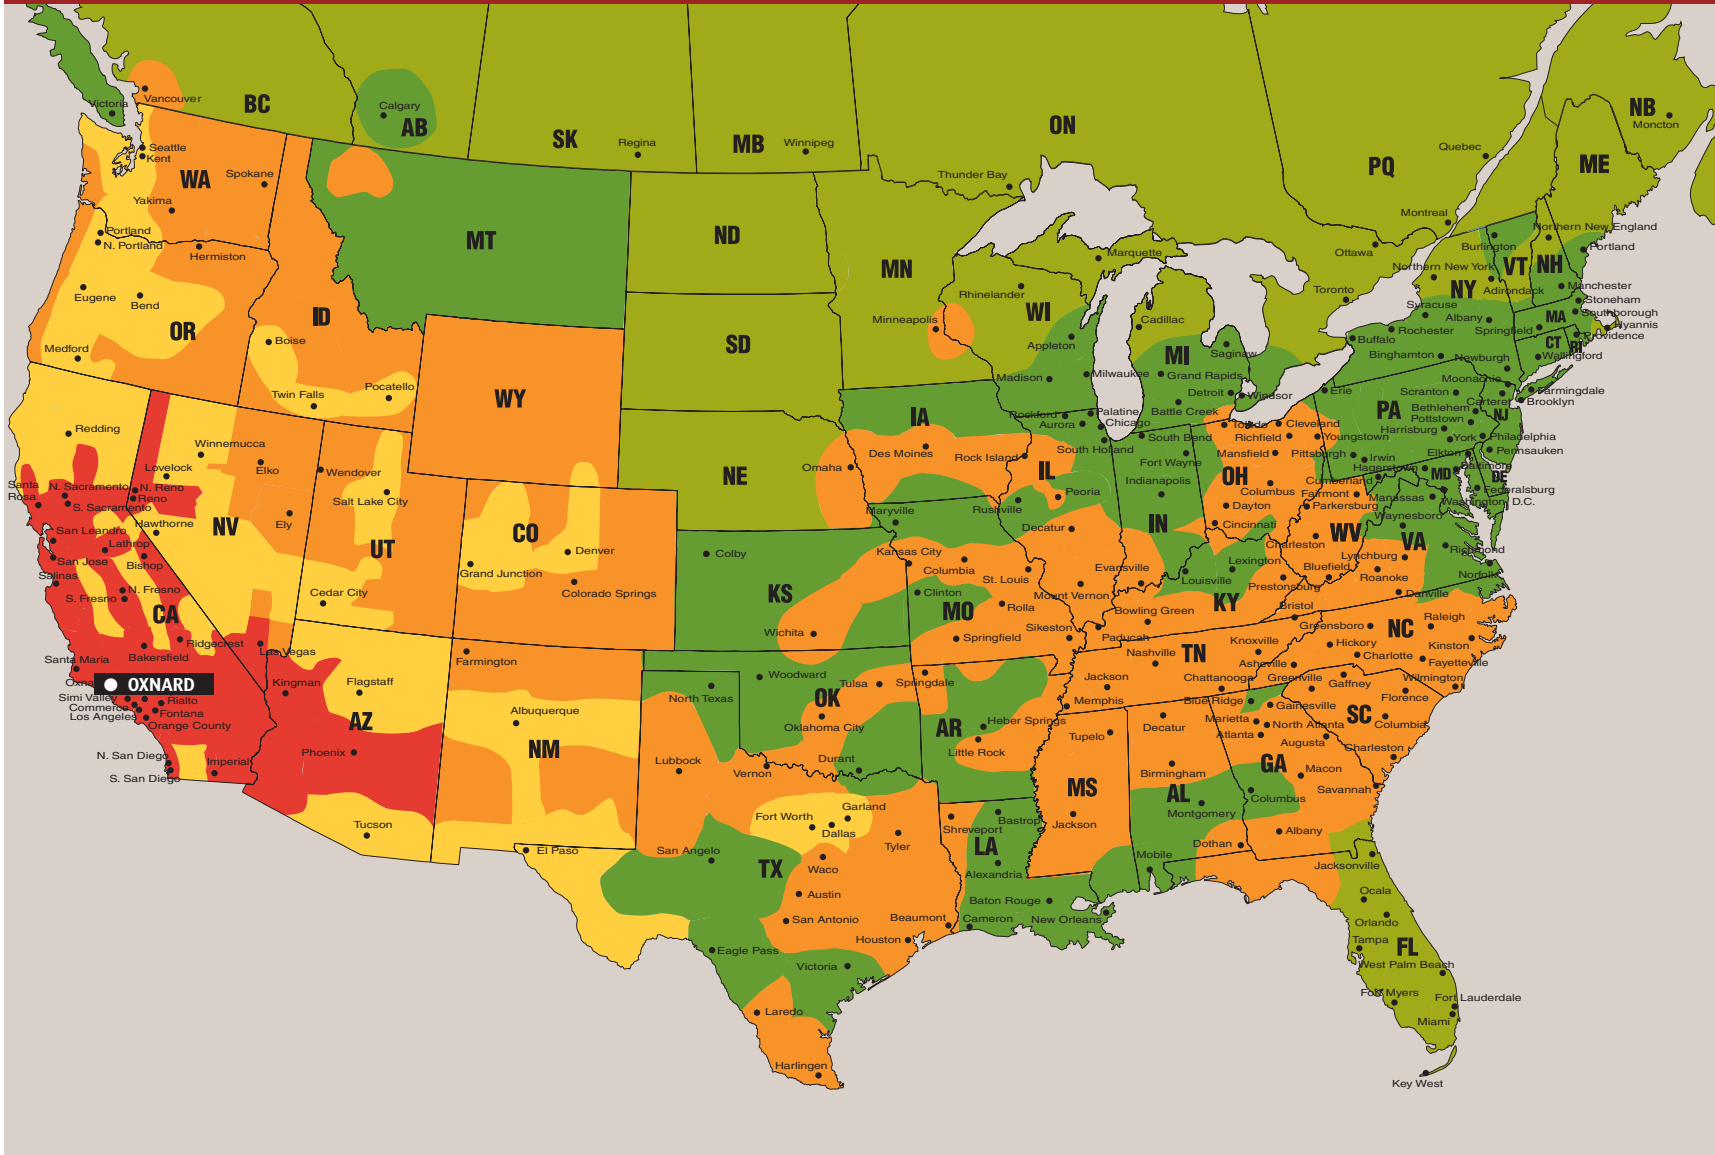 Victoria
Vancouver
BC
Calgary
AB
SK
Regina
MB
Winnipeg
ON
Thunder Bay
PQ
Quebec
Montreal
Ottawa
Toronto
NB
Moncton
ME
Seattle
Kent
WA
Spokane
Yakima
Portland
N. Portland
Hermiston
Eugene
Bend
OR
Medford
ID
Boise
Twin Falls
Pocatello
MT
WY
ND
SD
NE
Omaha
MN
Minneapolis
WI
Rhinelander
Marquette
Appleton
Madison
Milwaukee
MI
Cadillac
Saginaw
Grand Rapids
Detroit
Windsor
Battle Creek
IA
Des Moines
Rock Island
Rockford
Palatine
Aurora
Chicago
South Holland
IL
Peoria
Rushville
Decatur
Mount Vernon
South Bend
Fort Wayne
Indianapolis
IN
Evansville
Toledo
Cleveland
Richfield
Youngstown
Mansfield
OH
Columbus
Dayton
Cincinnati
Northern New York
Adirondack
NY
Syracuse
Albany
Rochester
Buffalo
Binghamton
Newburgh
Burlington
VT
NH
Northern New England
Portland
Manchester
Stoneham
MA
Southborough
Hyannis
Springfield
Providence
CT
RI
Wallingford
Moonachie
Farmingdale
Brooklyn
Carteret
NJ
Erie
PA
Scranton
Bethlehem
Pottstown
Harrisburg
York
Philadelphia
Pennsauken
Pittsburgh
Irwin
Elkton
Hagerstown
MD
Baltimore
DE
Cumberland
Federalsburg
Fairmont
Manassas
Washington D.C.
Parkersburg
WV
Waynesboro
Charleston
VA
Lynchburg
Richmond
Bluefield
Roanoke
Norfolk
Danville
Lexington
Louisville
Prestonsburg
KY
Bowling Green
Bristol
Paducah
Redding
Winnemucca
Elko
Lovelock
Santa
Rosa
N. Sacramento
N. Reno
Reno
S. Sacramento
Hawthorne
NV
Ely
San Leandro
Lathrop
San Jose
Bishop
Salinas
N. Fresno
S. Fresno
CA
Ridgecrest
Las Vegas
Bakersfield
Santa Maria
OXNARD
Simi Valley
Rialto
Commerce
Fontana
Los Angeles
Orange County
N. San Diego
Imperial
S. San Diego
Wendover
Salt Lake City
UT
Cedar City
Kingman
Flagstaff
AZ
Phoenix
Tucson
CO
Denver
Grand Junction
Colorado Springs
Farmington
Albuquerque
NM
Colby
KS
Wichita
Maryville
Kansas City
Columbia
St. Louis
Clinton
MO
Rolla
Springfield
Sikeston
Woodward
North Texas
OK
Tulsa
Oklahoma City
Durant
Springdale
AR
Heber Springs
Little Rock
Lubbock
Vernon
El Paso
San Angelo
TX
Fort Worth
Garland
Dallas
Tyler
Waco
Austin
San Antonio
Houston
Beaumont
Eagle Pass
Victoria
Laredo
Harlingen
Shreveport
Bastrop
LA
Alexandria
Baton Rouge
Cameron
New Orleans
Nashville
TN
Knoxville
Jackson
Memphis
Chattanooga
Tupelo
MS
Jackson
Decatur
Birmingham
AL
Montgomery
Mobile
Dothan
Greensboro
Raleigh
NC
Hickory
Charlotte
Kinston
Fayetteville
Asheville
Wilmington
Greenville
Gaffney
Florence
SC
Columbia
Charleston
Blue Ridge
Gainesville
Marietta
North Atlanta
Atlanta
Augusta
GA
Macon
Savannah
Columbus
Albany
Jacksonville
Ocala
Orlando
Tampa
FL
West Palm Beach
Fort Myers
Fort Lauderdale
Miami
Key West